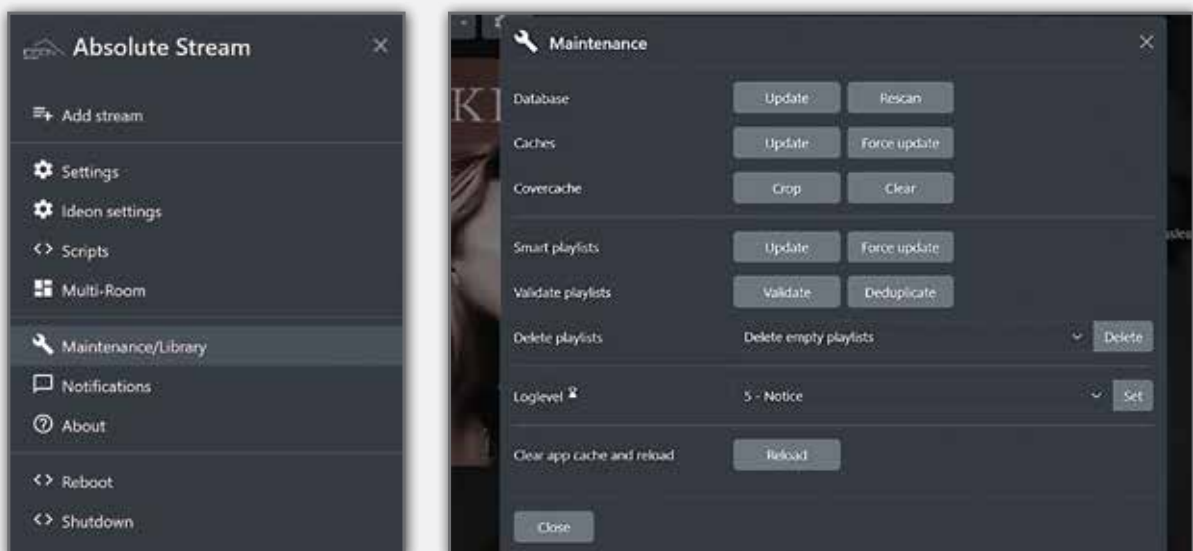 Absolute Stream
Add stream
Settings
Ideon settings
Scripts
Multi-Room
Maintenance/Library
Notifications
About
Reboot
Shutdown
Maintenance
Database Update Rescan
Caches Update Force update
Covercache Crop Clear
Smart playlists Update Force update
Validate playlists Validate Deduplicate
Delete playlists Delete empty playlists Delete
Loglevel 5 - Notice Set
Clear app cache and reload Reload
Close